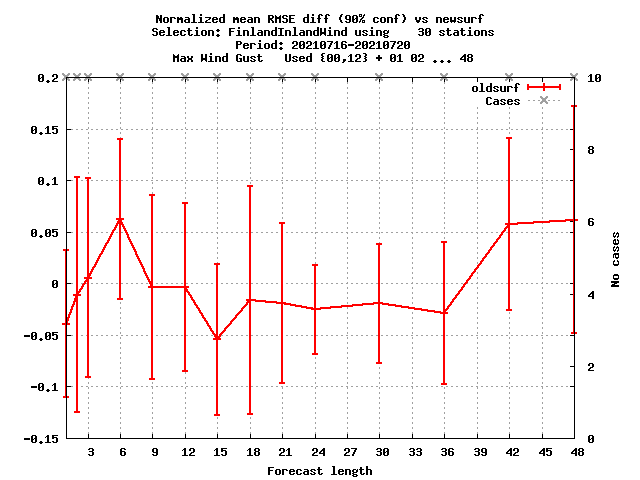 Normalized mean RMSE diff (90% conf) vs newsurf
Selection: FinlandInlandWind using    30 stations
Period: 20210716-20210720
Max Wind Gust   Used {00,12} + 01 02 ... 48
oldsurf
Cases
0.2
0.15
0.1
0.05
0
-0.05
-0.1
-0.15
10
8
6
4
2
0
No cases
3 6 9 12 15 18 21 24 27 30 33 36 39 42 45 48
Forecast length